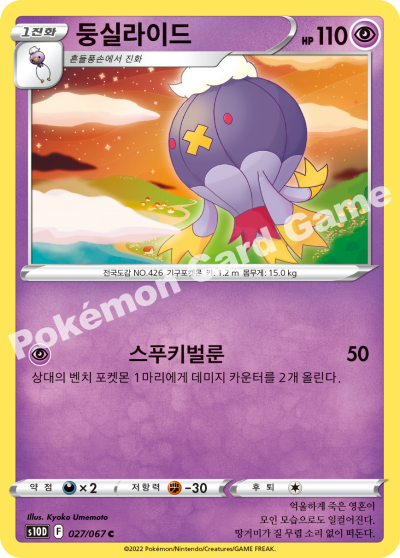 1진화
둥실라이드
HP 110
흔들풍손에서 진화
전국도감 NO.426 기구포켓몬 키: 1.2 m 몸무게: 15.0 kg
Pokémon Card Game
스푸키벌룬 50
상대의 벤치 포켓몬 1마리에게 데미지 카운터를 2개 올린다.
약점 ×2 저항력 -30 후퇴
Illus. Kyoko Umemoto
s10D F 027/067 C
억울하게 죽은 영혼이
모인 모습으로도 일컬어진다.
땅거미가 질 무렵 소리 없이 떠돈다.
©2022 Pokémon/Nintendo/Creatures/GAME FREAK.